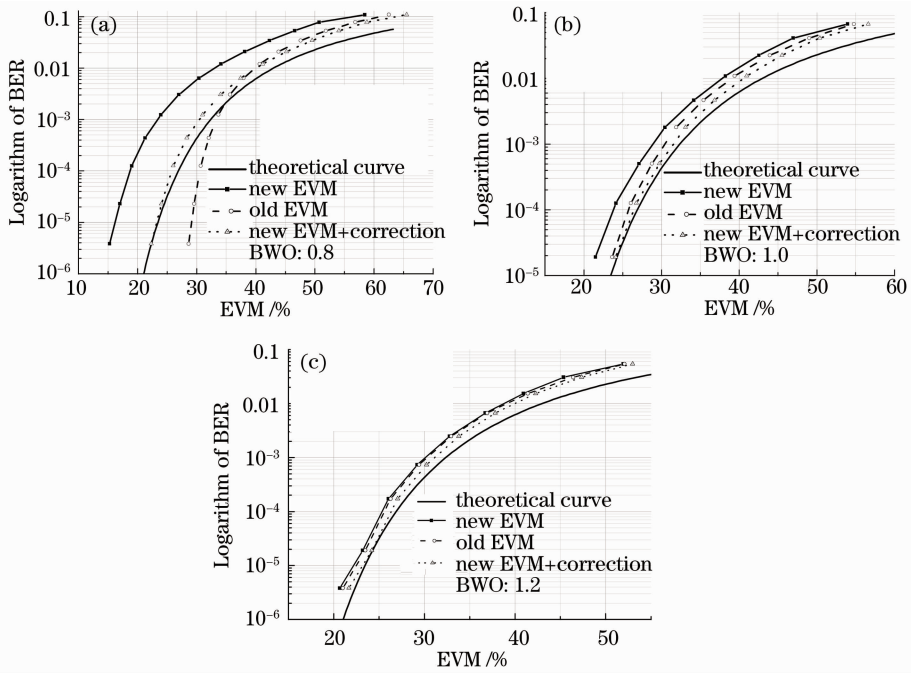 (a)
0.1
0.01
10⁻³
10⁻⁴
10⁻⁵
10⁻⁶
Logarithm of BER
theoretical curve
new EVM
old EVM
new EVM+correction
BWO: 0.8
10 20 30 40 50 60 70
EVM /%
(b)
0.1
0.01
10⁻³
10⁻⁴
10⁻⁵
Logarithm of BER
theoretical curve
new EVM
old EVM
new EVM+correction
BWO: 1.0
20 30 40 50 60
EVM /%
(c)
0.1
0.01
10⁻³
10⁻⁴
10⁻⁵
10⁻⁶
Logarithm of BER
theoretical curve
new EVM
old EVM
new EVM+correction
BWO: 1.2
20 30 40 50
EVM /%